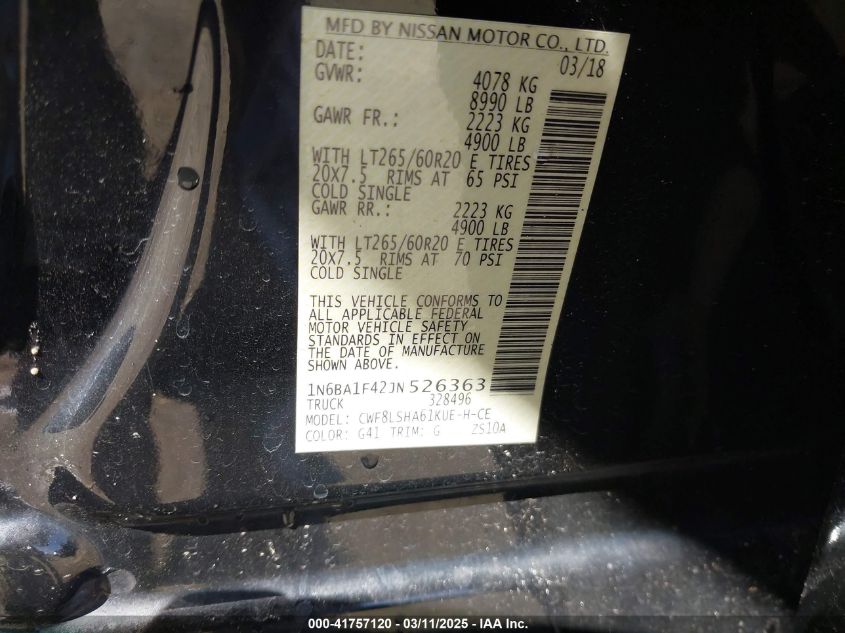 MFD BY NISSAN MOTOR CO., LTD.
DATE: 03/18
GVWR: 4078 KG
8990 LB
GAWR FR.: 2223 KG
4900 LB
WITH LT265/60R20 E TIRES
20X7.5 RIMS AT 65 PSI
COLD SINGLE
GAWR RR.: 2223 KG
4900 LB
WITH LT265/60R20 E TIRES
20X7.5 RIMS AT 70 PSI
COLD SINGLE
THIS VEHICLE CONFORMS TO
ALL APPLICABLE FEDERAL
MOTOR VEHICLE SAFETY
STANDARDS IN EFFECT ON
THE DATE OF MANUFACTURE
SHOWN ABOVE.
1N6BA1F42JN526363
TRUCK 328496
MODEL: CWF8LSHA61KUE-H-CE
COLOR: G41 TRIM: G ZS10A
000-41757120 - 03/11/2025 - IAA Inc.